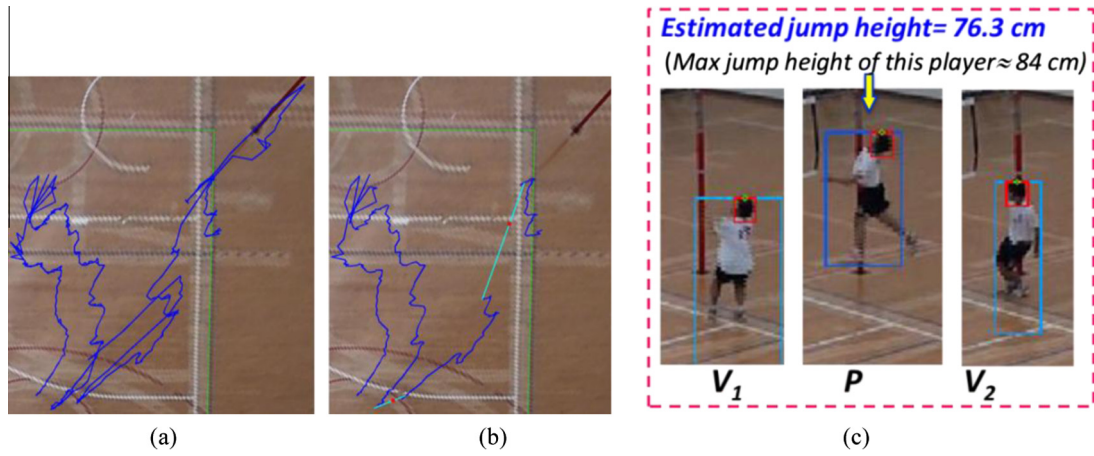 Estimated jump height= 76.3 cm
(Max jump height of this player≈ 84 cm)
V1 P V2
(a) (b) (c)